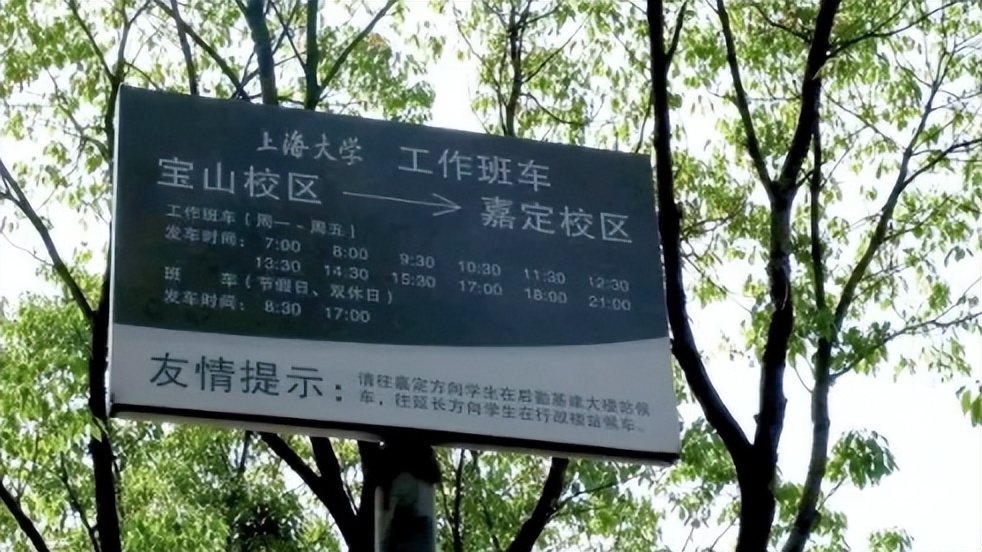 上海大学 工作班车
宝山校区 → 嘉定校区
工作班车(周一-周五)
发车时间: 7:00 8:00 9:30 10:30 11:30 12:30
13:30 14:30 15:30 17:00 18:00 21:00
班 车(节假日、双休日)
发车时间: 8:30 17:00
友情提示:请往嘉定方向学生在后勤基建大楼站候
车,往延长方向学生在行政楼站候车。